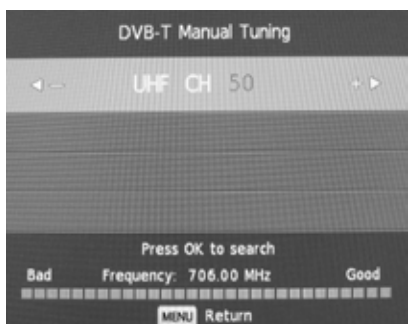 DVB-T Manual Tuning
UHF CH 50
Press OK to search
Bad Frequency: 706.00 MHz Good
MENU Return